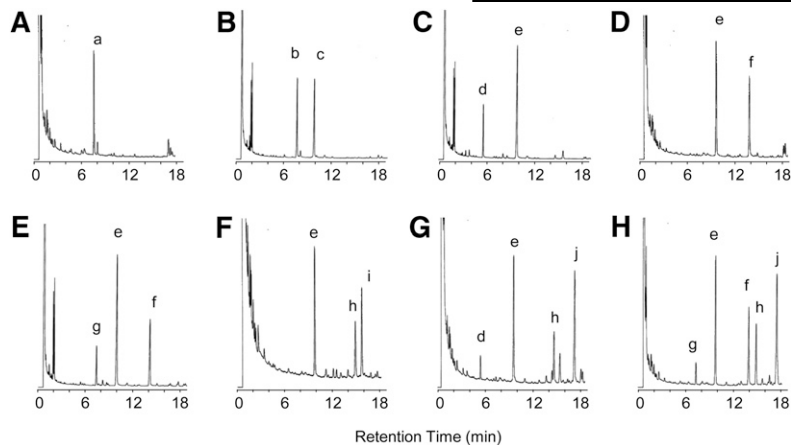 A B C D
a b c d e e f
0 6 12 18 0 6 12 18 0 6 12 18 0 6 12 18
E F G H
g e f e h i d e h j g e f h j
0 6 12 18 0 6 12 18 0 6 12 18 0 6 12 18
Retention Time (min)